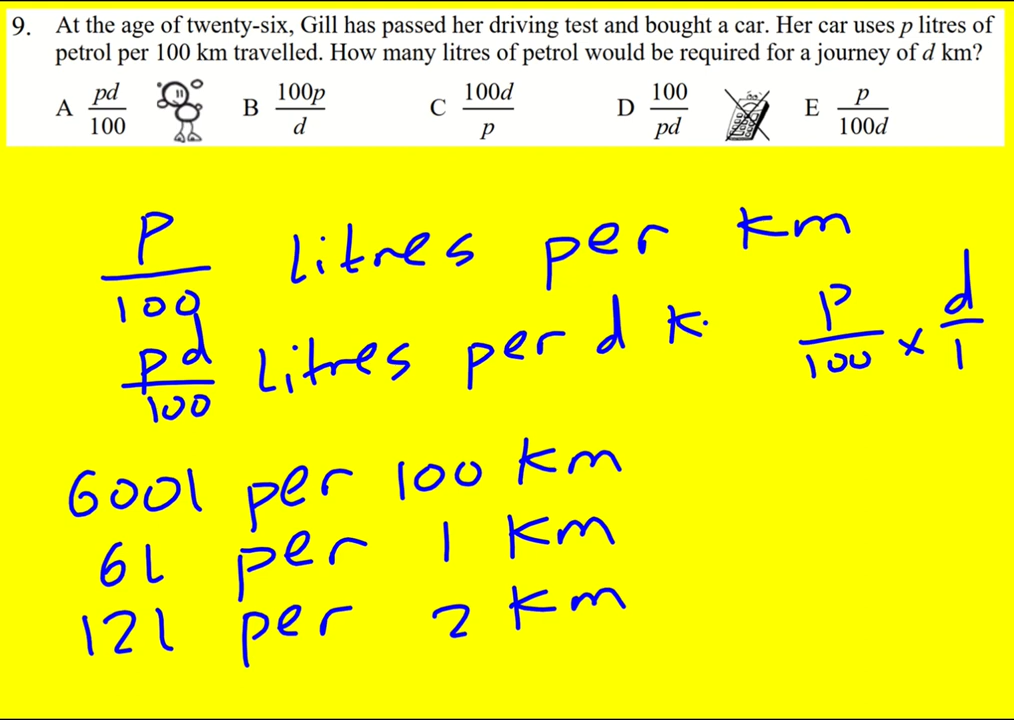 9. At the age of twenty-six, Gill has passed her driving test and bought a car. Her car uses p litres of
petrol per 100 km travelled. How many litres of petrol would be required for a journey of d km?
A pd/100 B 100p/d C 100d/p D 100/pd E p/100d
p/100 litres per km
pd/100 litres per d k. p/100 × d/1
600l per 100 km
6l per 1 km
12l per 2 km